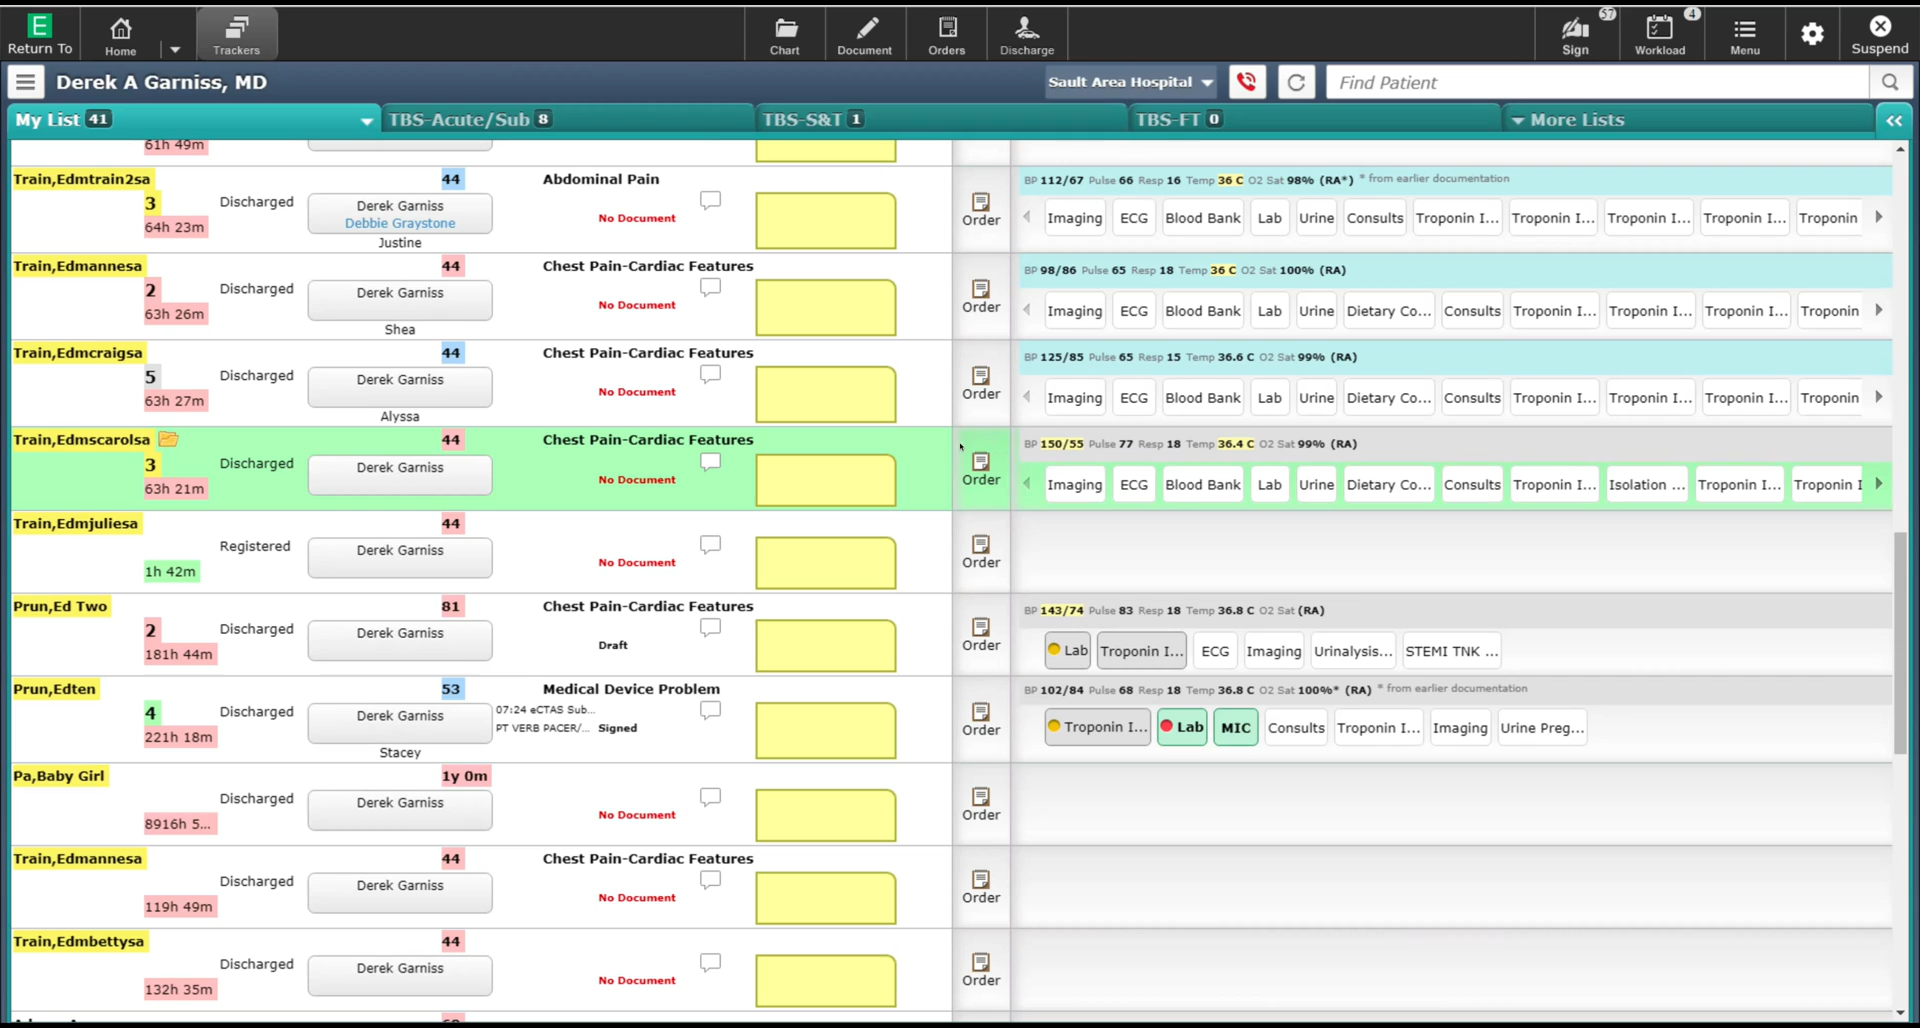 E
Return To
Home
Trackers
Chart
Document
Orders
Discharge
57
Sign
4
Workload
Menu
Suspend
Derek A Garniss, MD
Sault Area Hospital
Find Patient
My List 41
TBS-Acute/Sub 8
TBS-S&T 1
TBS-FT 0
More Lists
61h 49m
Train,Edmtrain2sa 44 Abdominal Pain
3 Discharged Derek Garniss No Document Order
Debbie Graystone
64h 23m
Justine
BP 112/67 Pulse 66 Resp 16 Temp 36 C O2 Sat 98% (RA*) * from earlier documentation
Imaging ECG Blood Bank Lab Urine Consults Troponin I... Troponin I... Troponin I... Troponin I... Troponin
Train,Edmannesa 44 Chest Pain-Cardiac Features
2 Discharged Derek Garniss No Document Order
63h 26m
Shea
BP 98/86 Pulse 65 Resp 18 Temp 36 C O2 Sat 100% (RA)
Imaging ECG Blood Bank Lab Urine Dietary Co... Consults Troponin I... Troponin I... Troponin I... Troponin
Train,Edmcraigsa 44 Chest Pain-Cardiac Features
5 Discharged Derek Garniss No Document Order
63h 27m
Alyssa
BP 125/85 Pulse 65 Resp 15 Temp 36.6 C O2 Sat 99% (RA)
Imaging ECG Blood Bank Lab Urine Dietary Co... Consults Troponin I... Troponin I... Troponin I... Troponin
Train,Edmscarolsa 44 Chest Pain-Cardiac Features
3 Discharged Derek Garniss No Document Order
63h 21m
BP 150/55 Pulse 77 Resp 18 Temp 36.4 C O2 Sat 99% (RA)
Imaging ECG Blood Bank Lab Urine Dietary Co... Consults Troponin I... Isolation ... Troponin I... Troponin I
Train,Edmjuliesa 44
Registered Derek Garniss No Document Order
1h 42m
Prun,Ed Two 81 Chest Pain-Cardiac Features
2 Discharged Derek Garniss Draft Order
181h 44m
BP 143/74 Pulse 83 Resp 18 Temp 36.8 C O2 Sat (RA)
Lab Troponin I... ECG Imaging Urinalysis... STEMI TNK ...
Prun,Edten 53 Medical Device Problem
4 Discharged Derek Garniss 07:24 eCTAS Sub... Order
221h 18m PT VERB PACER/... Signed
Stacey
BP 102/84 Pulse 68 Resp 18 Temp 36.8 C O2 Sat 100%* (RA) * from earlier documentation
Troponin I... Lab MIC Consults Troponin I... Imaging Urine Preg...
Pa,Baby Girl 1y 0m
Discharged Derek Garniss No Document Order
8916h 5...
Train,Edmannesa 44 Chest Pain-Cardiac Features
Discharged Derek Garniss No Document Order
119h 49m
Train,Edmbettysa 44
Discharged Derek Garniss No Document Order
132h 35m